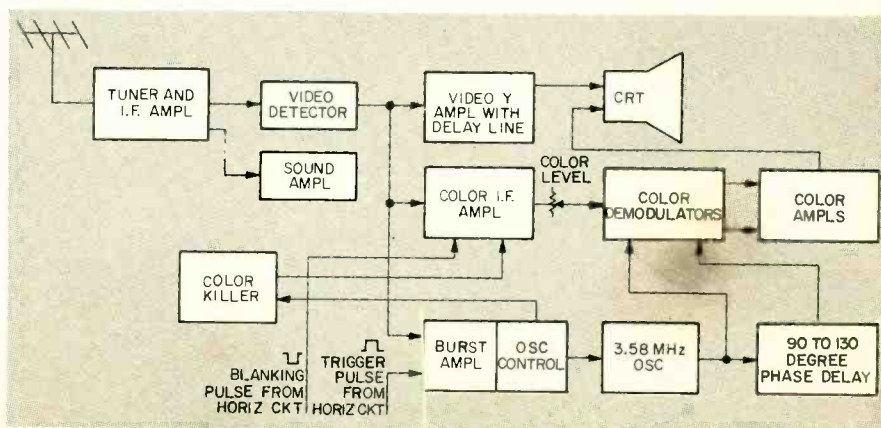 TUNER AND
I.F. AMPL
VIDEO
DETECTOR
VIDEO Y
AMPL WITH
DELAY LINE
CRT
SOUND
AMPL
COLOR I.F.
AMPL
COLOR
LEVEL
COLOR
DEMODULATORS
COLOR
AMPLS
COLOR
KILLER
BLANKING
PULSE FROM
HORIZ CKT
TRIGGER
PULSE
FROM
HORIZ CKT
BURST
AMPL
OSC
CONTROL
3.58 MHz
OSC
90 TO 130
DEGREE
PHASE DELAY